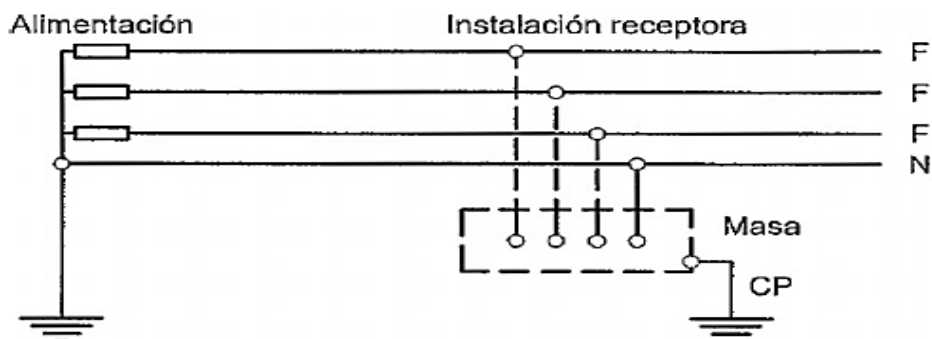 Alimentación
Instalación receptora
F
F
F
N
Masa
CP